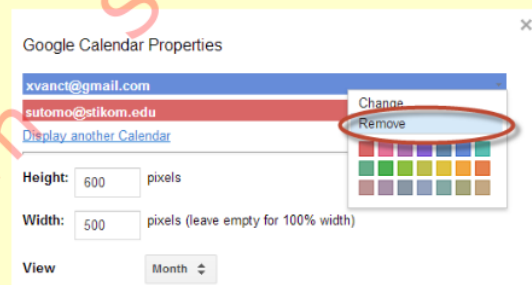 ×
Google Calendar Properties
xvanct@gmail.com
sutomo@stikom.edu
Change
Remove
Display another Calendar
Height: 600 pixels
Width: 500 pixels (leave empty for 100% width)
View Month